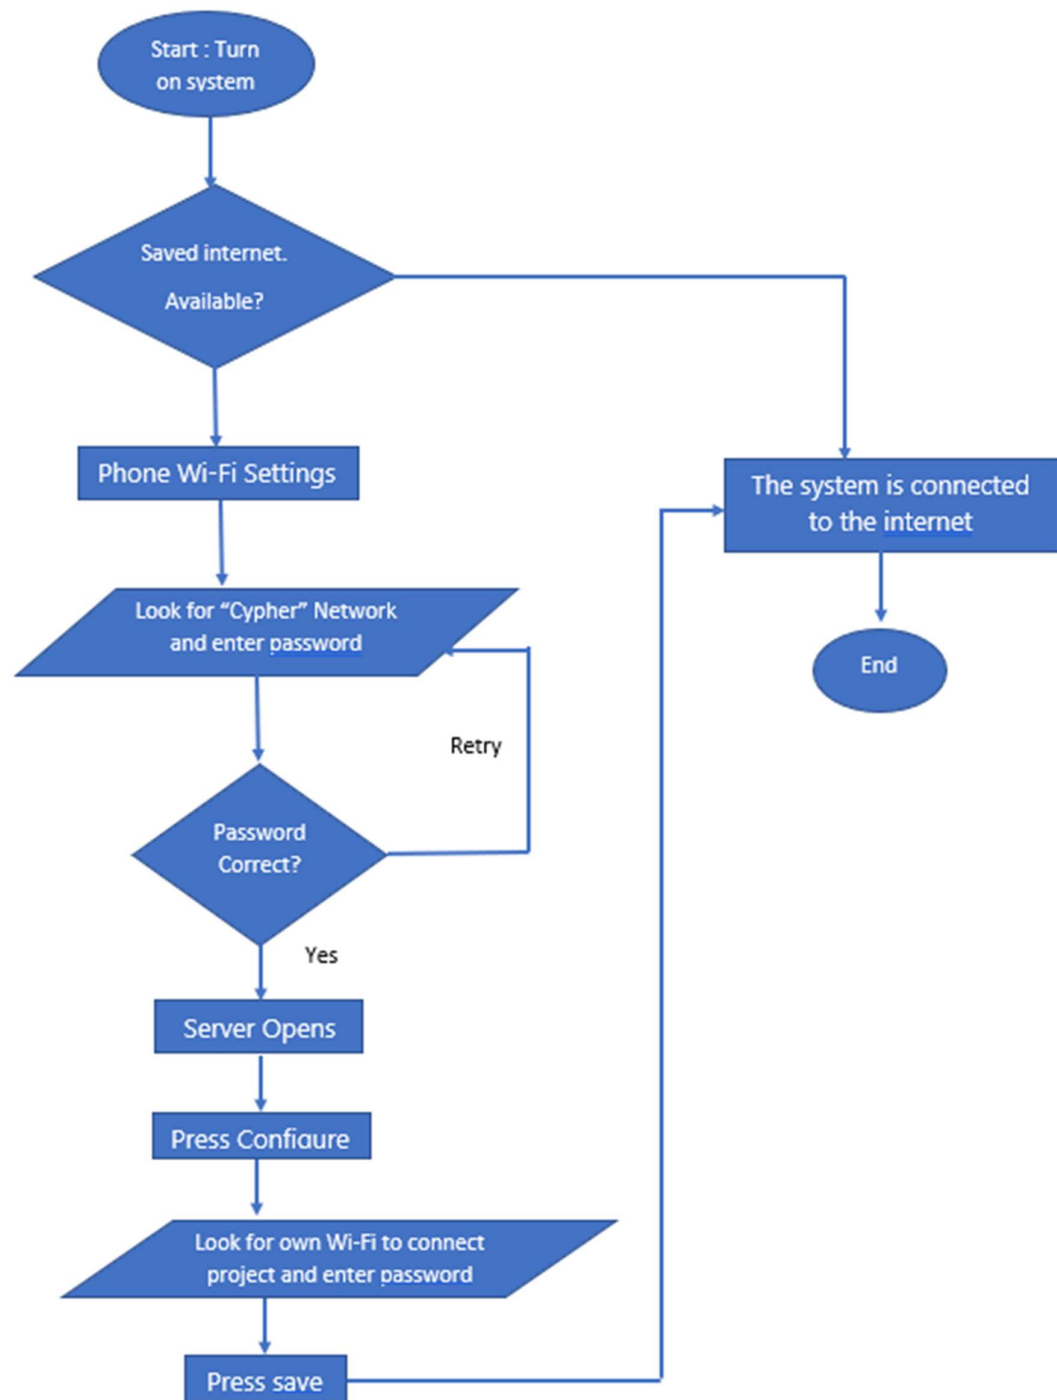 Start : Turn
on system
Saved internet.
Available?
Phone Wi-Fi Settings
The system is connected
to the internet
Look for “Cypher” Network
and enter password
End
Retry
Password
Correct?
Yes
Server Opens
Press Configure
Look for own Wi-Fi to connect
project and enter password
Press save